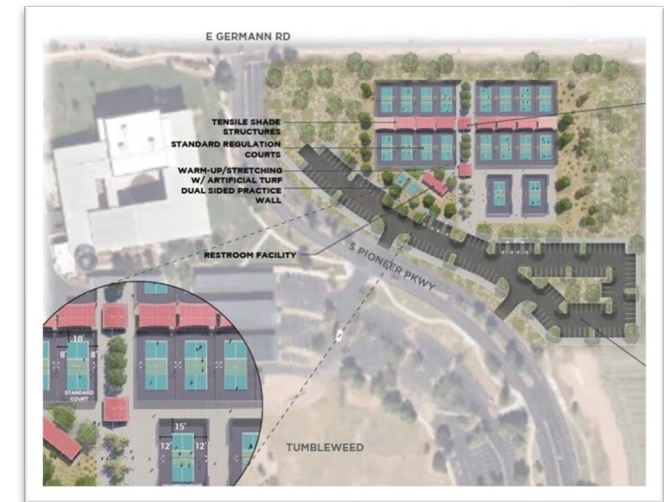 E GERMANN RD
TENSILE SHADE
STRUCTURES
STANDARD REGULATION
COURTS
WARM-UP/STRETCHING
W/ ARTIFICIAL TURF
DUAL SIDED PRACTICE
WALL
RESTROOM FACILITY
S PIONEER PKWY
10'
8' 8'
STANDARD
COURT
15'
12' 12'
TUMBLEWEED